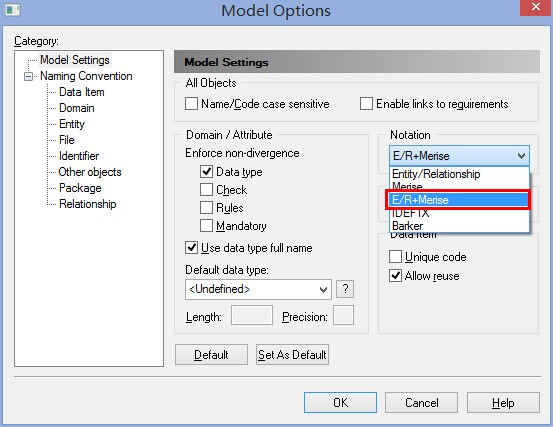 Model Options
Category:
Model Settings
Naming Convention
Data Item
Domain
Entity
File
Identifier
Other objects
Package
Relationship
Model Settings
All Objects
Name/Code case sensitive
Enable links to requirements
Domain / Attribute
Enforce non-divergence
Data type
Check
Rules
Mandatory
Use data type full name
Default data type:
<Undefined>
?
Length:
Precision:
Notation
E/R+Merise
Entity/Relationship
Merise
E/R+Merise
IDEF1X
Barker
Data Item
Unique code
Allow reuse
Default
Set As Default
OK
Cancel
Help